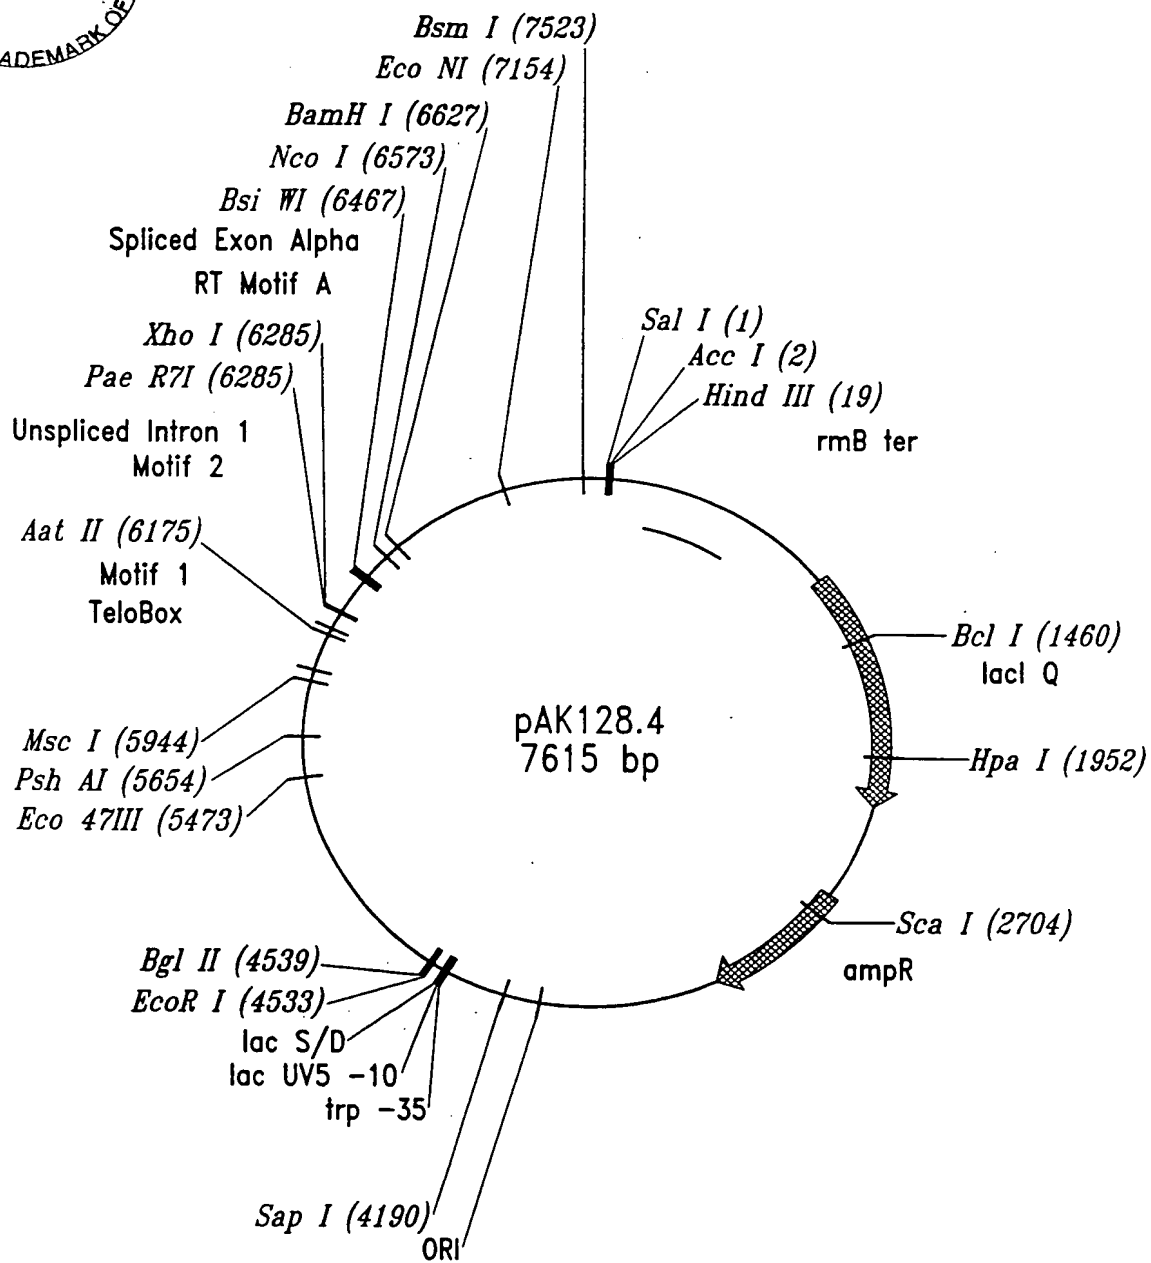 ADEMARK OF
Bsm I (7523)
Eco NI (7154)
BamH I (6627)
Nco I (6573)
Bsi WI (6467)
Spliced Exon Alpha
RT Motif A
Xho I (6285)
Pae R7I (6285)
Unspliced Intron 1
Motif 2
Aat II (6175)
Motif 1
TeloBox
Msc I (5944)
Psh AI (5654)
Eco 47III (5473)
Sal I (1)
Acc I (2)
Hind III (19)
rmB ter
Bcl I (1460)
lacI Q
Hpa I (1952)
pAK128.4
7615 bp
Sca I (2704)
ampR
Bgl II (4539)
EcoR I (4533)
lac S/D
lac UV5 -10
trp -35
Sap I (4190)
ORI